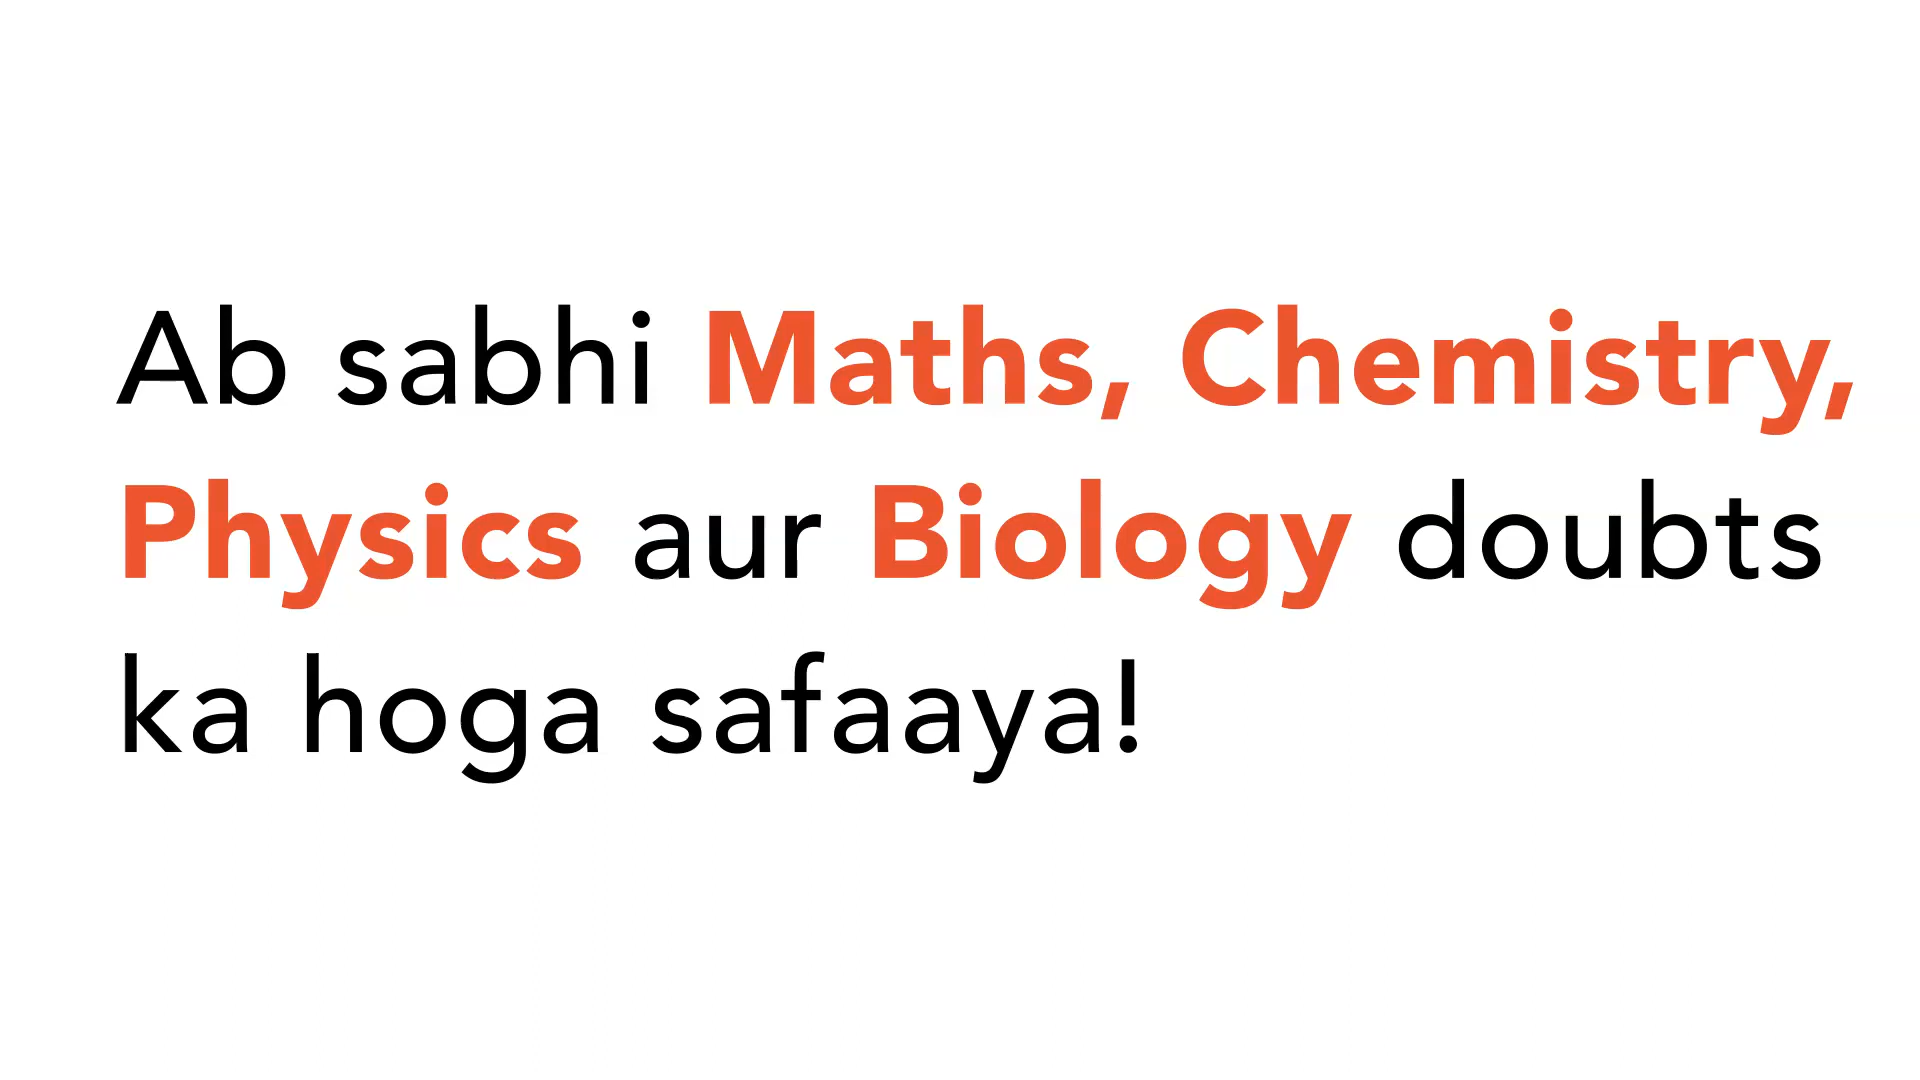 Ab sabhi Maths, Chemistry,
Physics aur Biology doubts
ka hoga safaaya!